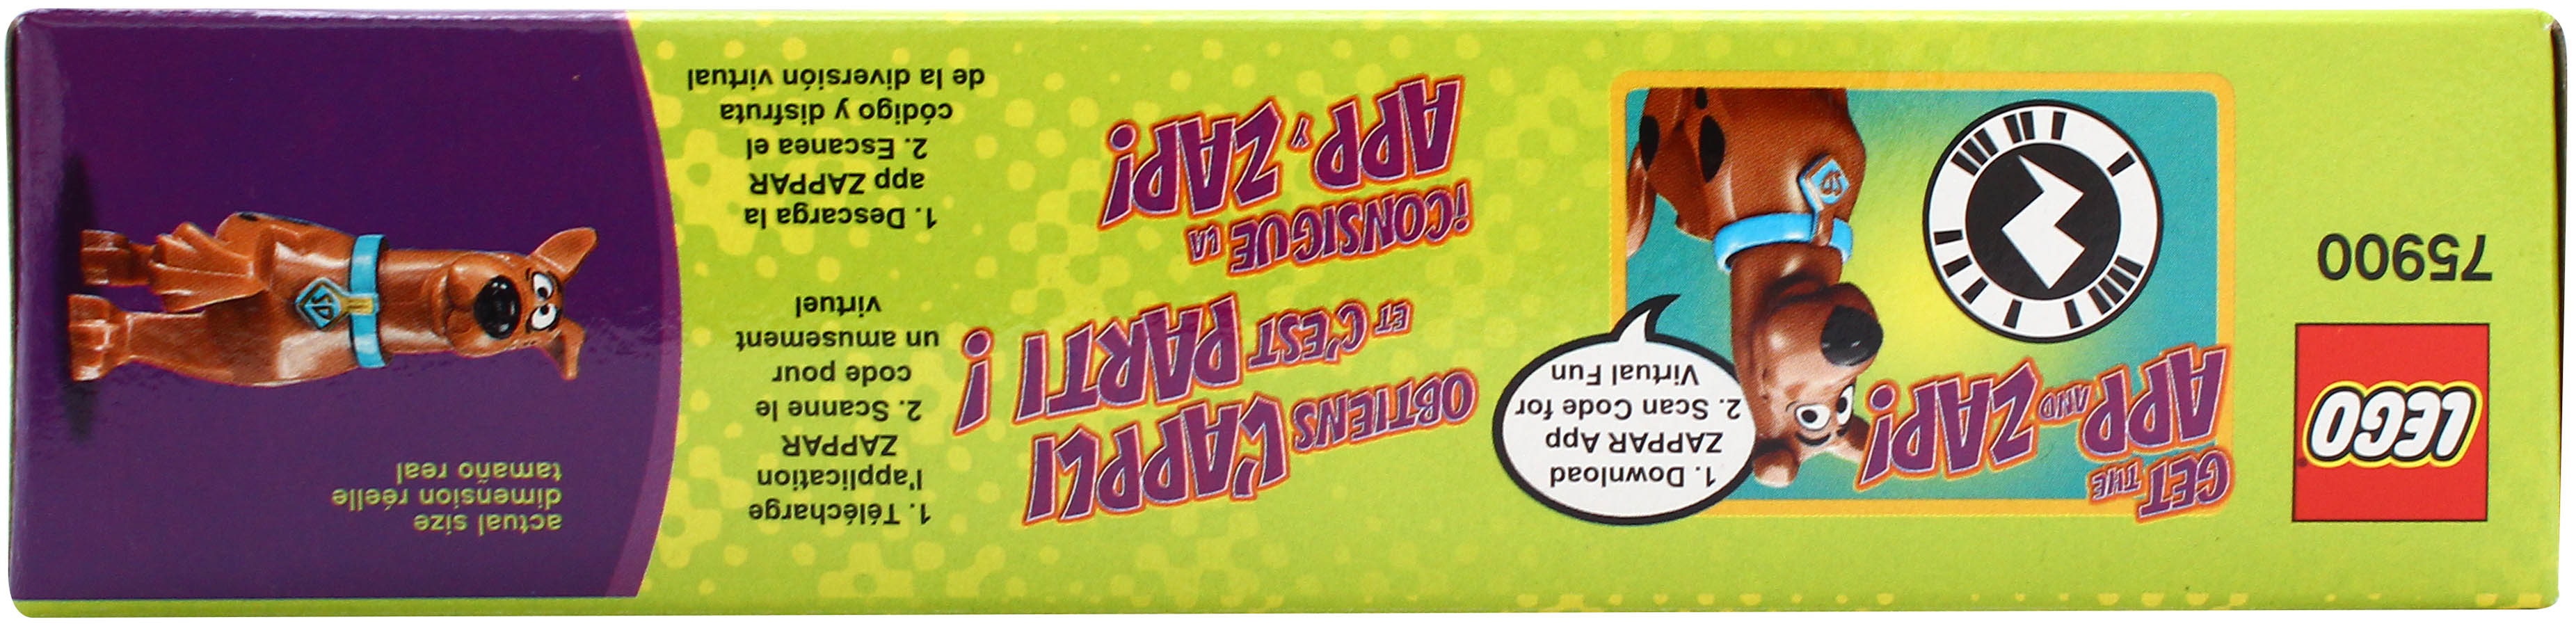 LEGO
75900
GET THE
APP AND ZAP!
1. Download
ZAPPAR App
2. Scan Code for
Virtual Fun
SD
OBTIENS L'APPLI
ET C'EST PARTI !
1. Télécharge
l'application
ZAPPAR
2. Scanne le
code pour
un amusement
virtuel
¡CONSIGUE LA
APP Y ZAP!
1. Descarga la
app ZAPPAR
2. Escanea el
código y disfruta
de la diversión virtual
actual size
dimension réelle
tamaño real
SD